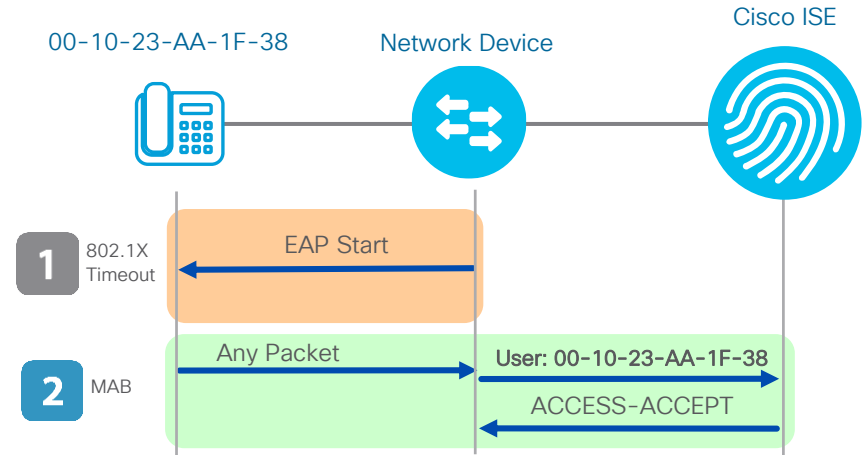 Cisco ISE
00-10-23-AA-1F-38
Network Device
1
802.1X
Timeout
EAP Start
2
MAB
Any Packet
User: 00-10-23-AA-1F-38
ACCESS-ACCEPT